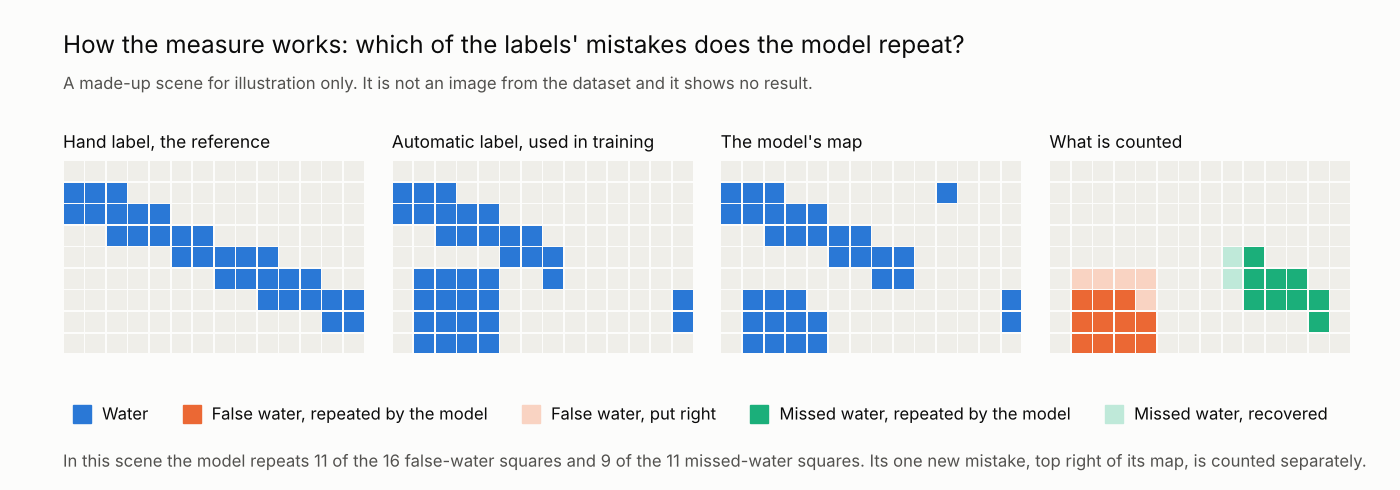 How the measure works: which of the labels' mistakes does the model repeat?
A made-up scene for illustration only. It is not an image from the dataset and it shows no result.
Hand label, the reference
Automatic label, used in training
The model's map
What is counted
Water
False water, repeated by the model
False water, put right
Missed water, repeated by the model
Missed water, recovered
In this scene the model repeats 11 of the 16 false-water squares and 9 of the 11 missed-water squares. Its one new mistake, top right of its map, is counted separately.